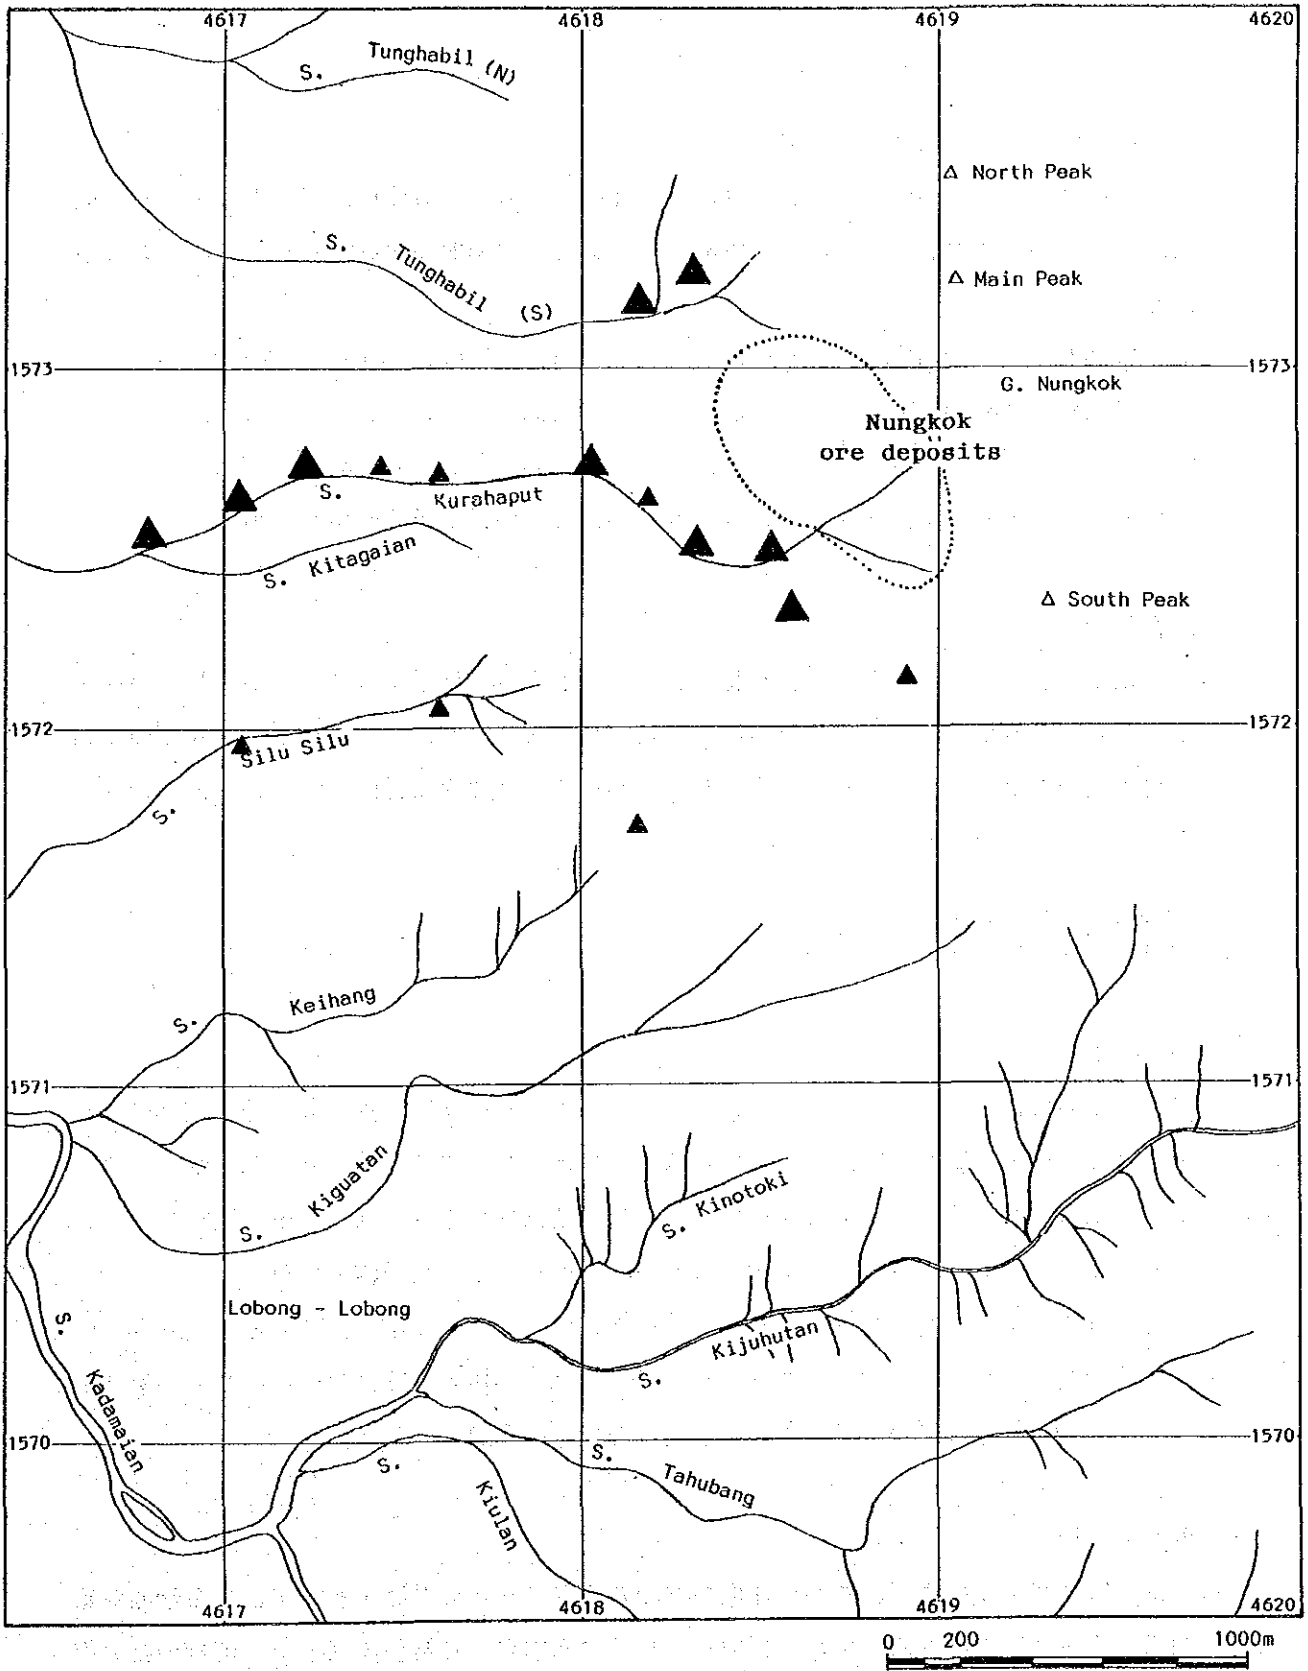 4617 4618 4619 4620
S. Tunghabil (N)
North Peak
S. Tunghabil (S)
Main Peak
1573 1573
G. Nungkok
Nungkok
ore deposits
S. Kurahaput
S. Kitagaian
South Peak
1572 1572
S. Silu Silu
S. Keihang
1571 1571
S. Kiguatan
S. Kinotoki
Lobong - Lobong
S. Kijuhutan
S. Kadamaian
1570 1570
S. Tahubang
S. Kiulan
4617 4618 4619 4620
0 200 1000m